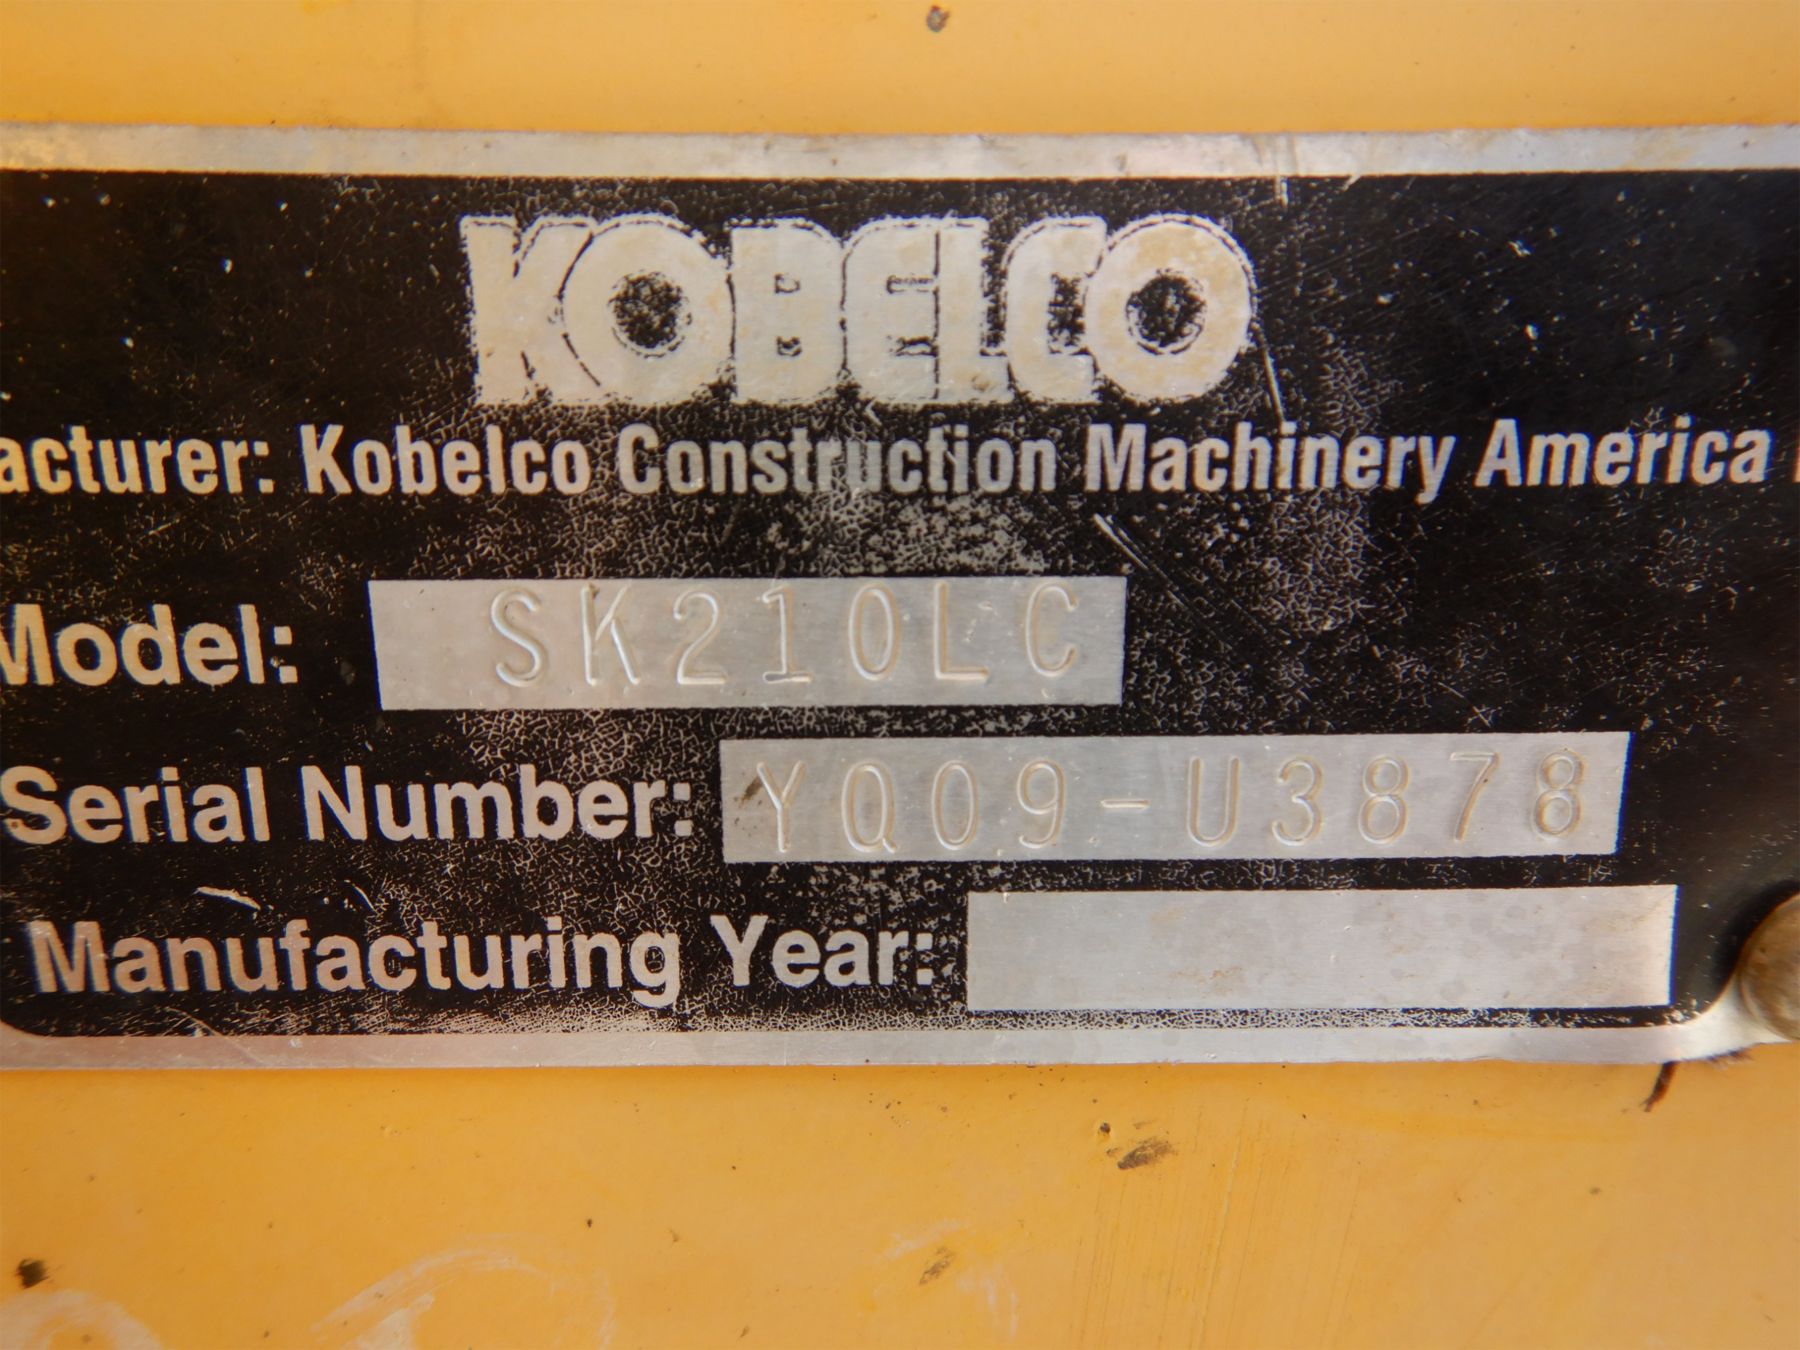 KOBELCO
acturer: Kobelco Construction Machinery America
Model: SK210LC
Serial Number: YQ09-U3878
Manufacturing Year: